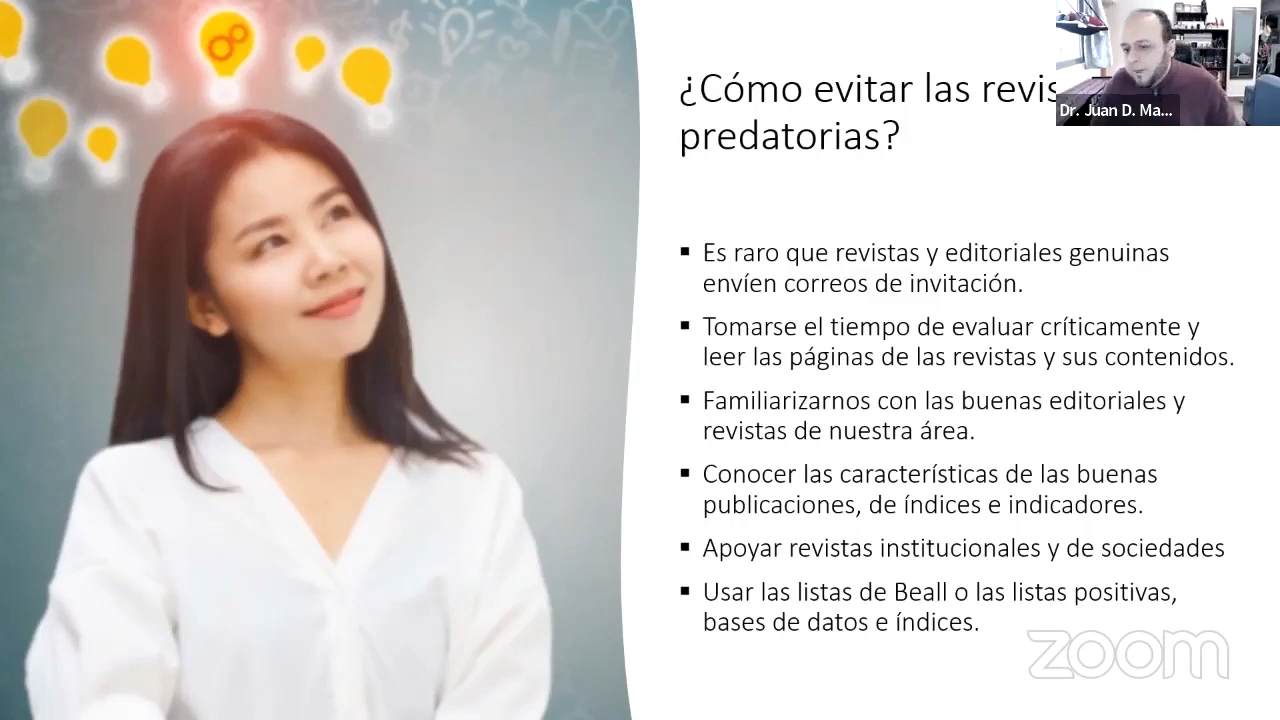 ¿Cómo evitar las revis
predatorias?
Dr. Juan D. Ma...
▪ Es raro que revistas y editoriales genuinas
envíen correos de invitación.
▪ Tomarse el tiempo de evaluar críticamente y
leer las páginas de las revistas y sus contenidos.
▪ Familiarizarnos con las buenas editoriales y
revistas de nuestra área.
▪ Conocer las características de las buenas
publicaciones, de índices e indicadores.
▪ Apoyar revistas institucionales y de sociedades
▪ Usar las listas de Beall o las listas positivas,
bases de datos e índices.
zoom